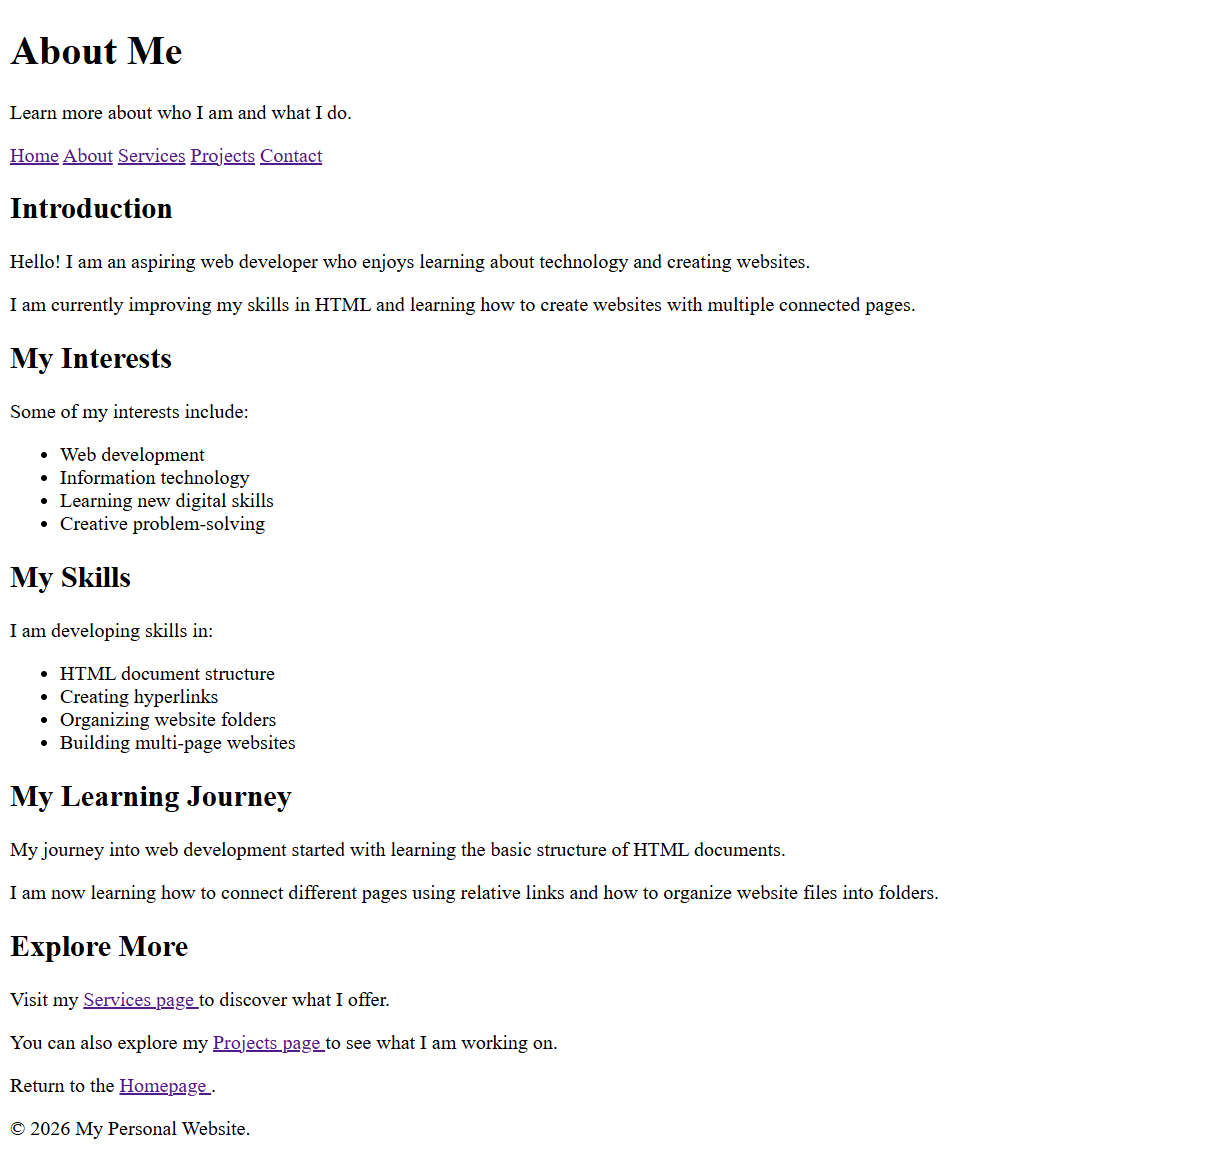 About Me
Learn more about who I am and what I do.
Home About Services Projects Contact
Introduction
Hello! I am an aspiring web developer who enjoys learning about technology and creating websites.
I am currently improving my skills in HTML and learning how to create websites with multiple connected pages.
My Interests
Some of my interests include:
• Web development
• Information technology
• Learning new digital skills
• Creative problem-solving
My Skills
I am developing skills in:
• HTML document structure
• Creating hyperlinks
• Organizing website folders
• Building multi-page websites
My Learning Journey
My journey into web development started with learning the basic structure of HTML documents.
I am now learning how to connect different pages using relative links and how to organize website files into folders.
Explore More
Visit my Services page to discover what I offer.
You can also explore my Projects page to see what I am working on.
Return to the Homepage .
© 2026 My Personal Website.